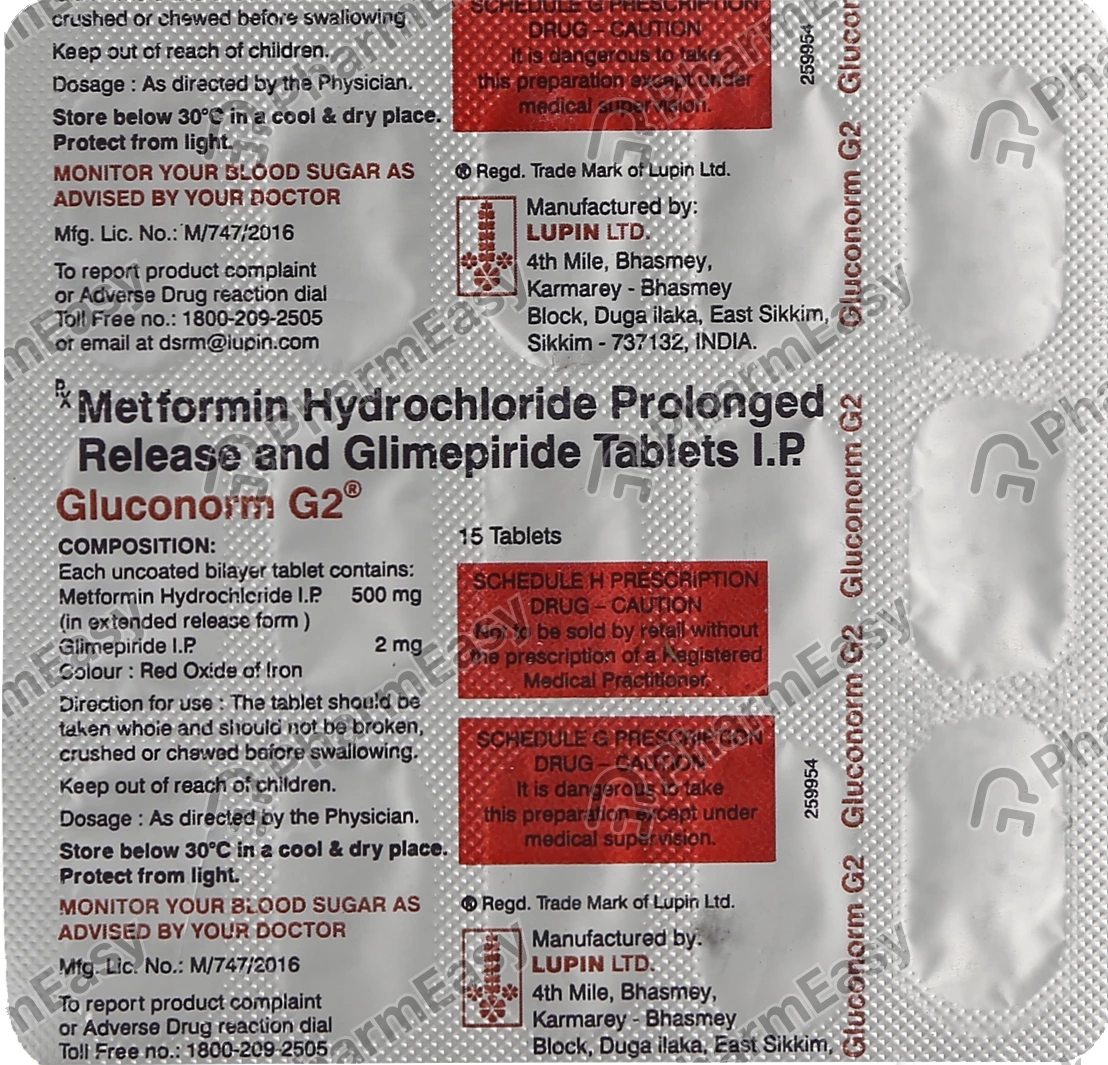 crushed or chewed before swallowing
Keep out of reach of children.
Dosage : As directed by the Physician.
Store below 30°C in a cool & dry place.
Protect from light.
MONITOR YOUR BLOOD SUGAR AS
ADVISED BY YOUR DOCTOR
Mfg. Lic. No.: M/747/2016
To report product complaint
or Adverse Drug reaction dial
Toll Free no.: 1800-209-2505
or email at dsrm@lupin.com
SCHEDULE G PRESCRIPTION
DRUG – CAUTION
It is dangerous to take
this preparation except under
medical supervision.
259954
® Regd. Trade Mark of Lupin Ltd.
Manufactured by:
LUPIN LTD.
4th Mile, Bhasmey,
Karmarey - Bhasmey
Block, Duga ilaka, East Sikkim,
Sikkim - 737132, INDIA.
Rx Metformin Hydrochloride Prolonged
Release and Glimepiride Tablets I.P.
Gluconorm G2®
COMPOSITION:
Each uncoated bilayer tablet contains:
Metformin Hydrochloride I.P. 500 mg
(in extended release form )
Glimepiride I.P. 2 mg
Colour : Red Oxide of Iron
Direction for use : The tablet should be
taken whole and should not be broken,
crushed or chewed before swallowing.
Keep out of reach of children.
Dosage : As directed by the Physician.
Store below 30°C in a cool & dry place.
Protect from light.
MONITOR YOUR BLOOD SUGAR AS
ADVISED BY YOUR DOCTOR
Mfg. Lic. No.: M/747/2016
To report product complaint
or Adverse Drug reaction dial
Toll Free no.: 1800-209-2505
15 Tablets
SCHEDULE H PRESCRIPTION
DRUG – CAUTION
Not to be sold by retail without
the prescription of a Registered
Medical Practitioner.
SCHEDULE G PRESCRIPTION
DRUG – CAUTION
It is dangerous to take
this preparation except under
medical supervision.
259954
® Regd. Trade Mark of Lupin Ltd.
Manufactured by:
LUPIN LTD.
4th Mile, Bhasmey,
Karmarey - Bhasmey
Block, Duga ilaka, East Sikkim,
Gluconorm G2 Gluconorm G2 Gluconorm G2 Gluconorm G2 Gluconor
PharmEasy